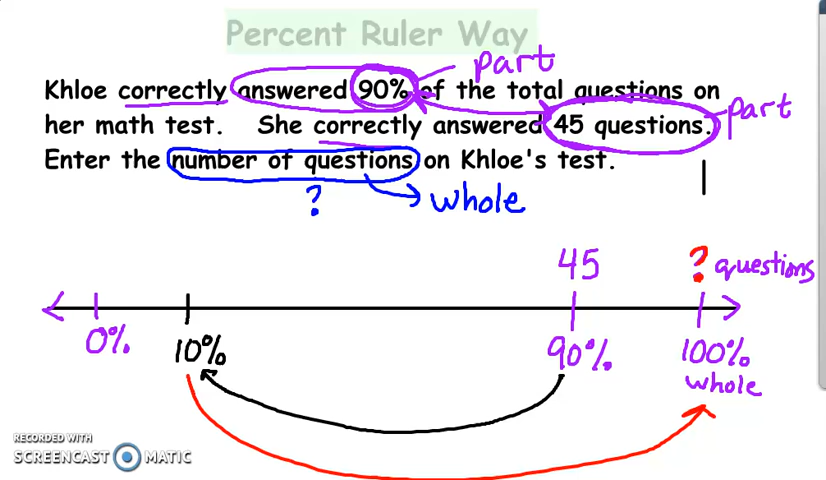 Percent Ruler Way
part
Khloe correctly answered 90% of the total questions on
her math test. She correctly answered 45 questions. part
Enter the number of questions on Khloe's test.
? whole
45 ? questions
0% 10% 90% 100%
whole
RECORDED WITH
SCREENCAST MATIC